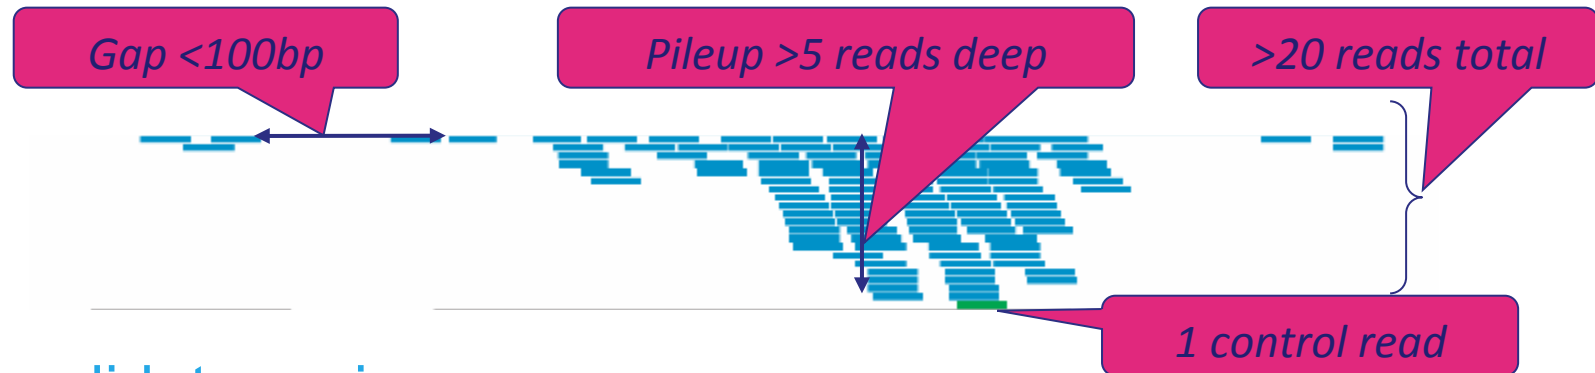 Gap <100bp
Pileup >5 reads deep
>20 reads total
1 control read